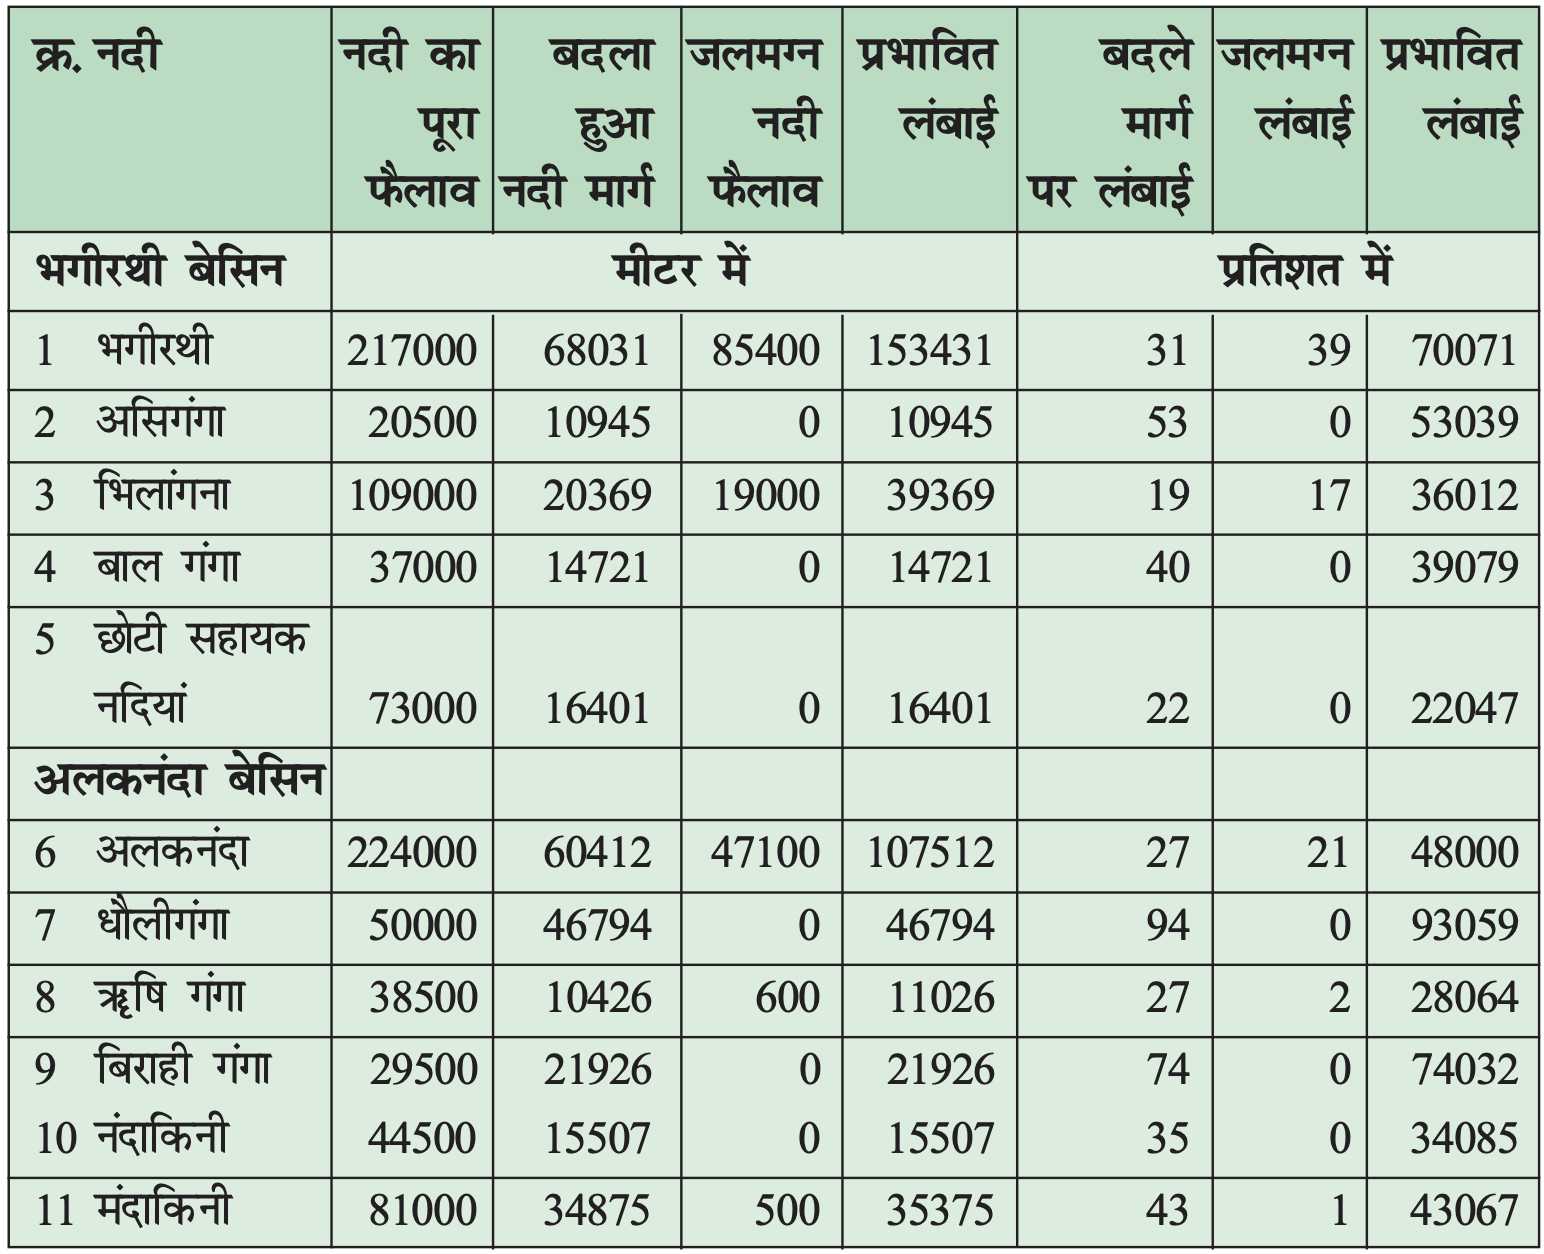 क्र. नदी नदी का पूरा फैलाव बदला हुआ नदी मार्ग जलमग्न नदी फैलाव प्रभावित लंबाई बदले मार्ग पर लंबाई जलमग्न लंबाई प्रभावित लंबाई
भगीरथी बेसिन मीटर में प्रतिशत में
1 भगीरथी 217000 68031 85400 153431 31 39 70071
2 असिगंगा 20500 10945 0 10945 53 0 53039
3 भिलांगना 109000 20369 19000 39369 19 17 36012
4 बाल गंगा 37000 14721 0 14721 40 0 39079
5 छोटी सहायक
नदियां 73000 16401 0 16401 22 0 22047
अलकनंदा बेसिन
6 अलकनंदा 224000 60412 47100 107512 27 21 48000
7 धौलीगंगा 50000 46794 0 46794 94 0 93059
8 ऋषि गंगा 38500 10426 600 11026 27 2 28064
9 बिराही गंगा 29500 21926 0 21926 74 0 74032
10 नंदाकिनी 44500 15507 0 15507 35 0 34085
11 मंदाकिनी 81000 34875 500 35375 43 1 43067